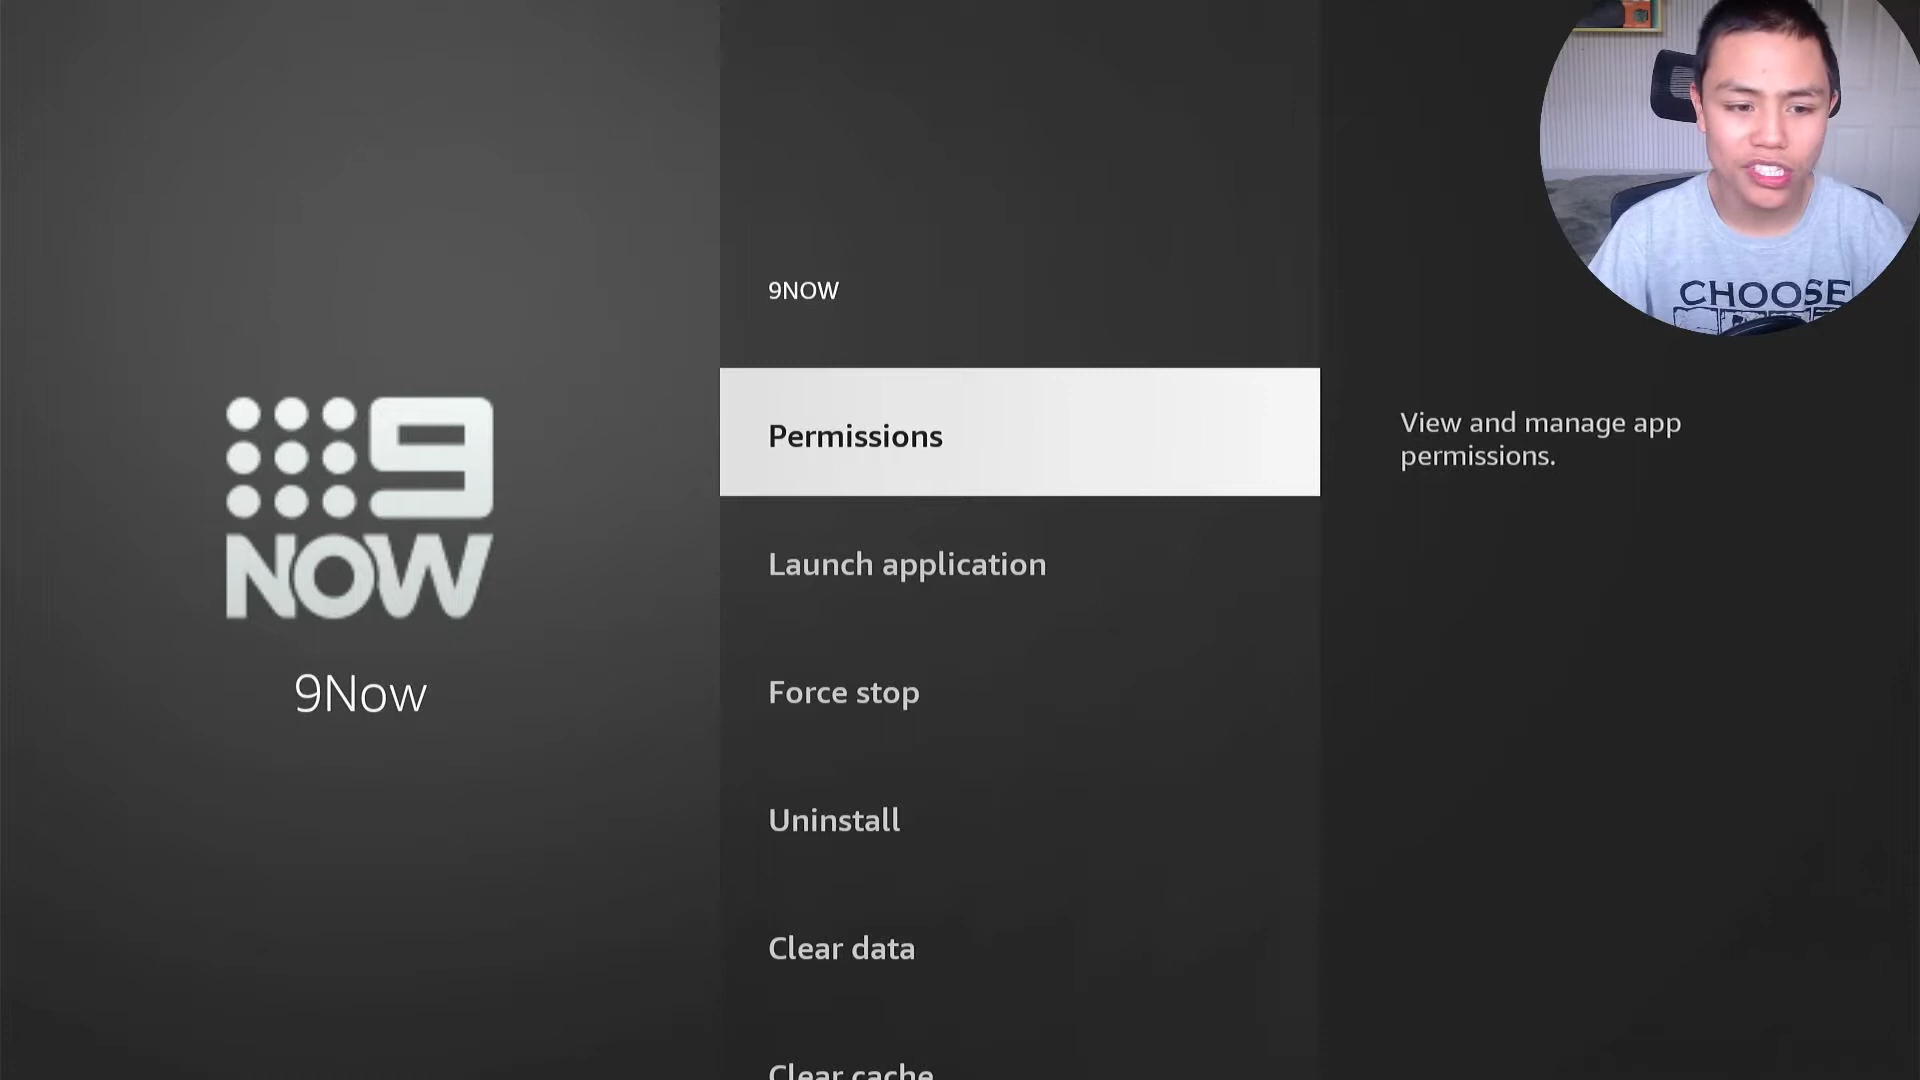 9NOW
Permissions
View and manage app
permissions.
Launch application
Force stop
Uninstall
Clear data
Clear cache
9
NOW
9Now
CHOOSE